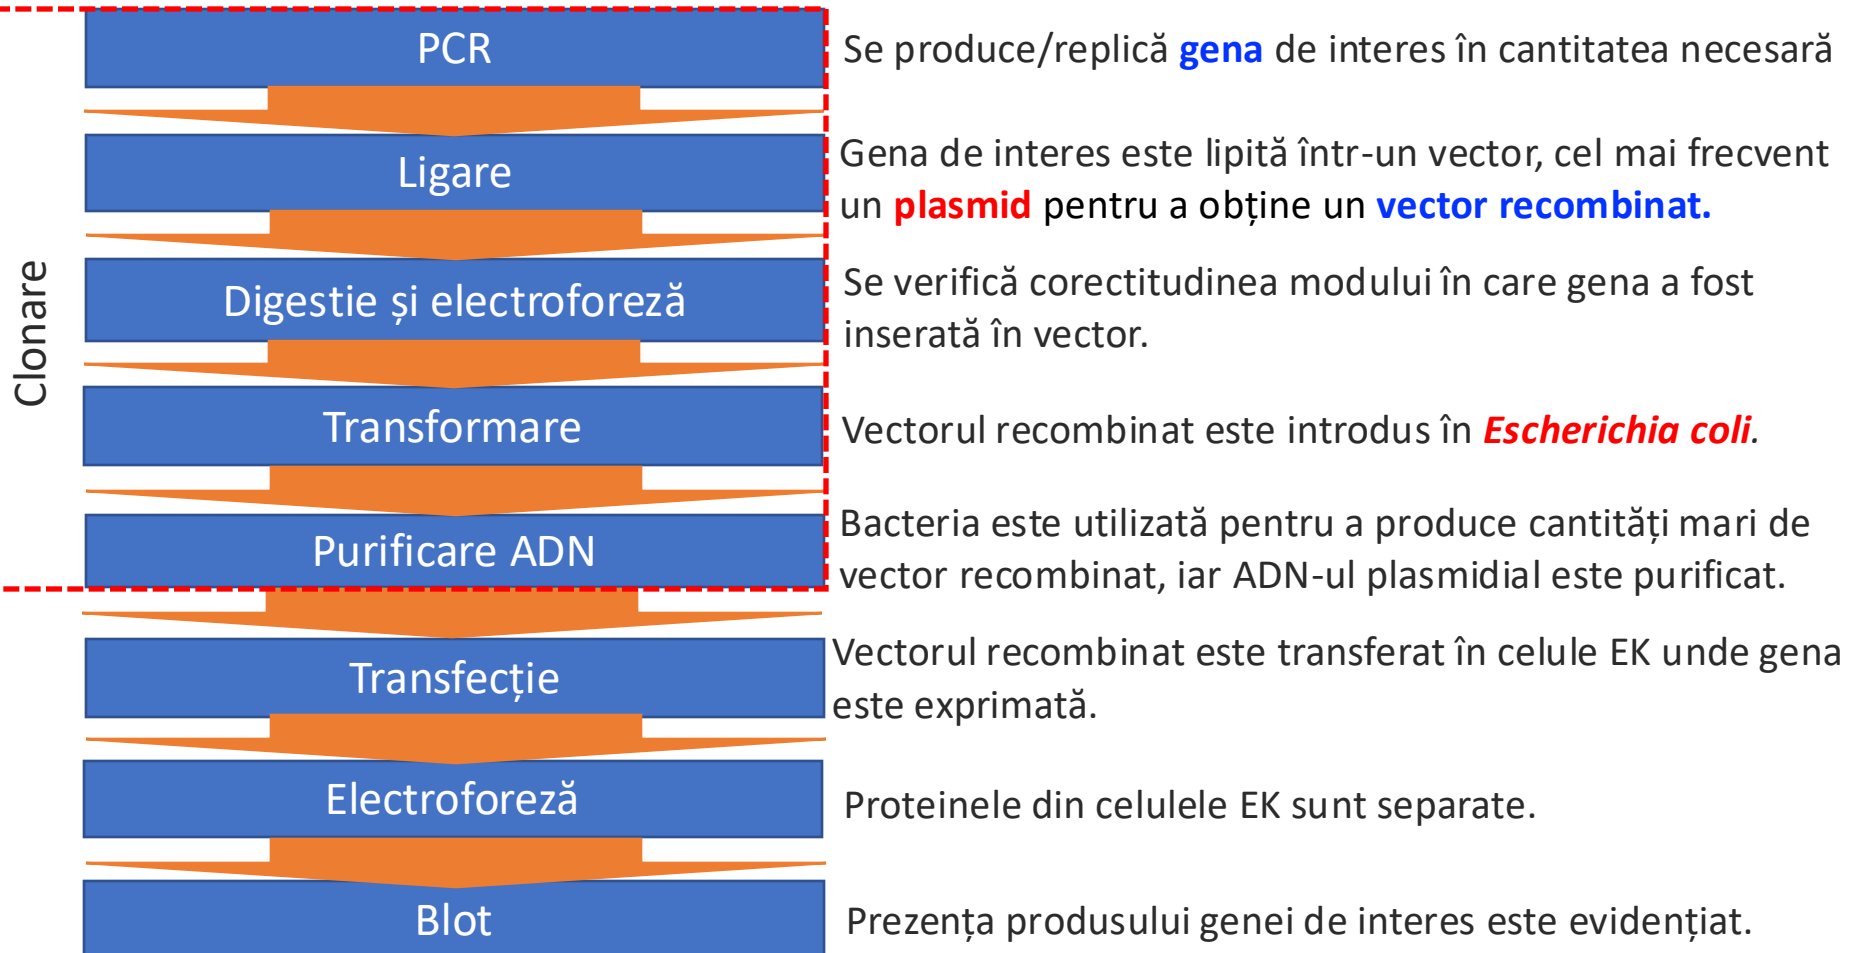 Clonare
PCR
Se produce/replică gena de interes în cantitatea necesară
Ligare
Gena de interes este lipită într-un vector, cel mai frecvent
un plasmid pentru a obține un vector recombinat.
Digestie și electroforeză
Se verifică corectitudinea modului în care gena a fost
inserată în vector.
Transformare
Vectorul recombinat este introdus în Escherichia coli.
Purificare ADN
Bacteria este utilizată pentru a produce cantități mari de
vector recombinat, iar ADN-ul plasmidial este purificat.
Transfecție
Vectorul recombinat este transferat în celule EK unde gena
este exprimată.
Electroforeză
Proteinele din celulele EK sunt separate.
Blot
Prezența produsului genei de interes este evidențiat.